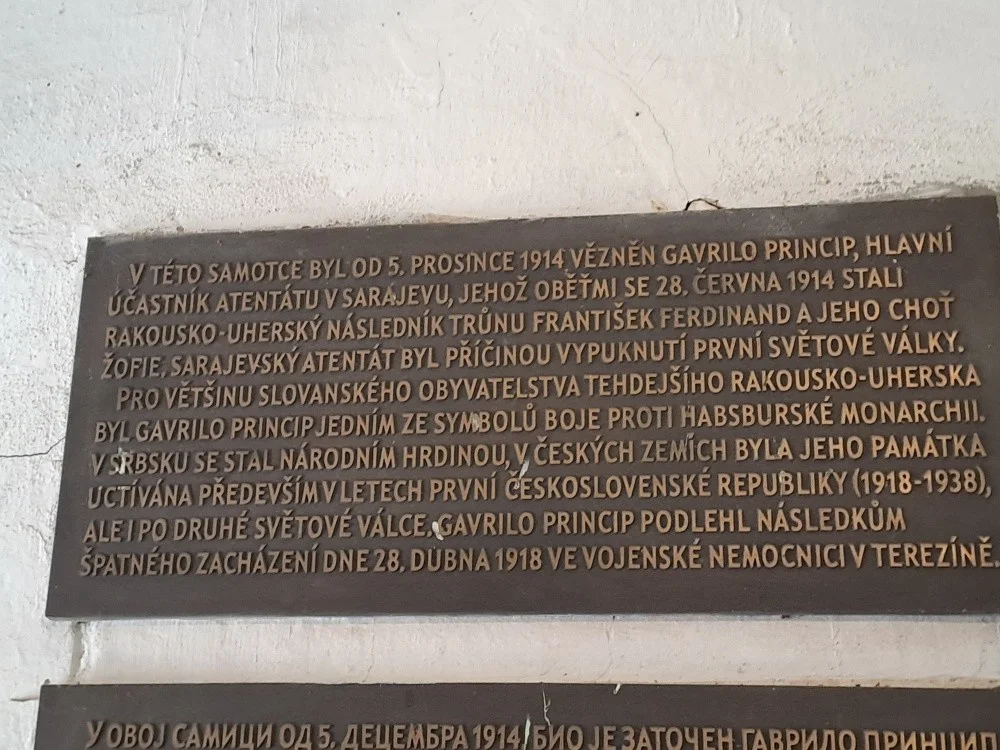 V TÉTO SAMOTCE BYL OD 5. PROSINCE 1914 VĚZNĚN GAVRILO PRINCIP, HLAVNÍ
ÚČASTNÍK ATENTÁTU V SARAJEVU, JEHOŽ OBĚŤMI SE 28. ČERVNA 1914 STALI
RAKOUSKO-UHERSKÝ NÁSLEDNÍK TRŮNU FRANTIŠEK FERDINAND A JEHO CHOŤ
ŽOFIE. SARAJEVSKÝ ATENTÁT BYL PŘÍČINOU VYPUKNUTÍ PRVNÍ SVĚTOVÉ VÁLKY.
PRO VĚTŠINU SLOVANSKÉHO OBYVATELSTVA TEHDEJŠÍHO RAKOUSKO-UHERSKA
BYL GAVRILO PRINCIP JEDNÍM ZE SYMBOLŮ BOJE PROTI HABSBURSKÉ MONARCHII.
V SRBSKU SE STAL NÁRODNÍM HRDINOU, V ČESKÝCH ZEMÍCH BYLA JEHO PAMÁTKA
UCTÍVÁNA PŘEDEVŠÍM V LETECH PRVNÍ ČESKOSLOVENSKÉ REPUBLIKY (1918-1938),
ALE I PO DRUHÉ SVĚTOVÉ VÁLCE. GAVRILO PRINCIP PODLEHL NÁSLEDKŮM
ŠPATNÉHO ZACHÁZENÍ DNE 28. DUBNA 1918 VE VOJENSKÉ NEMOCNICI V TEREZÍNĚ.
У ОВОЈ САМИЦИ ОД 5. ДЕЦЕМБРА 1914. БИО ЈЕ ЗАТОЧЕН ГАВРИЛО ПРИНЦИП